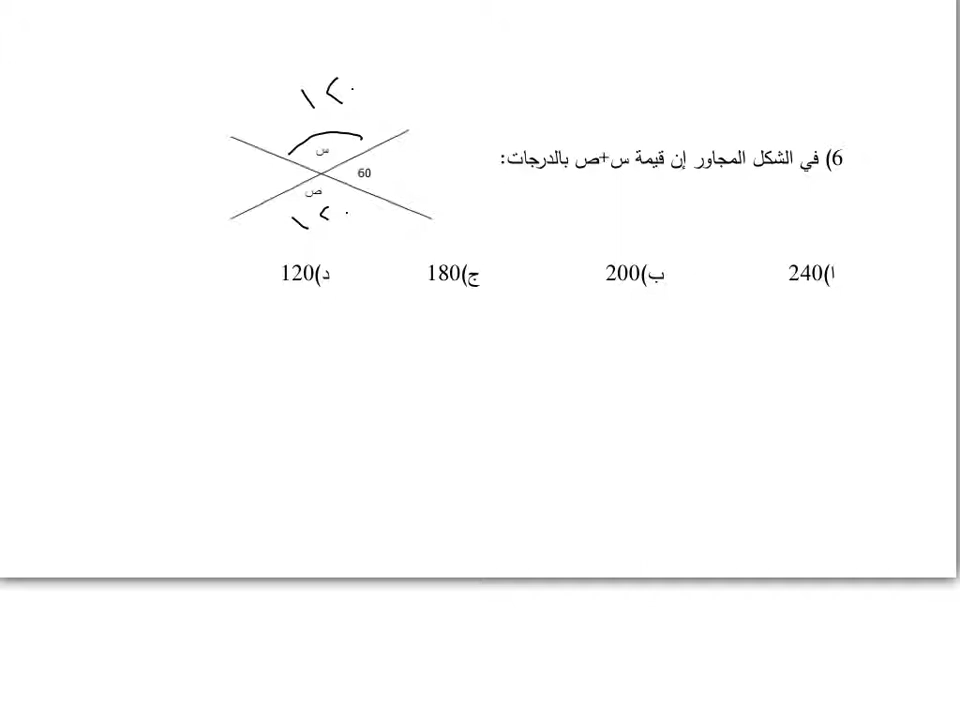 ١٢٠
س
6) في الشكل المجاور إن قيمة س+ص بالدرجات:
60
ص
١٢٠
ا)240 ب)200 ج)180 د)120